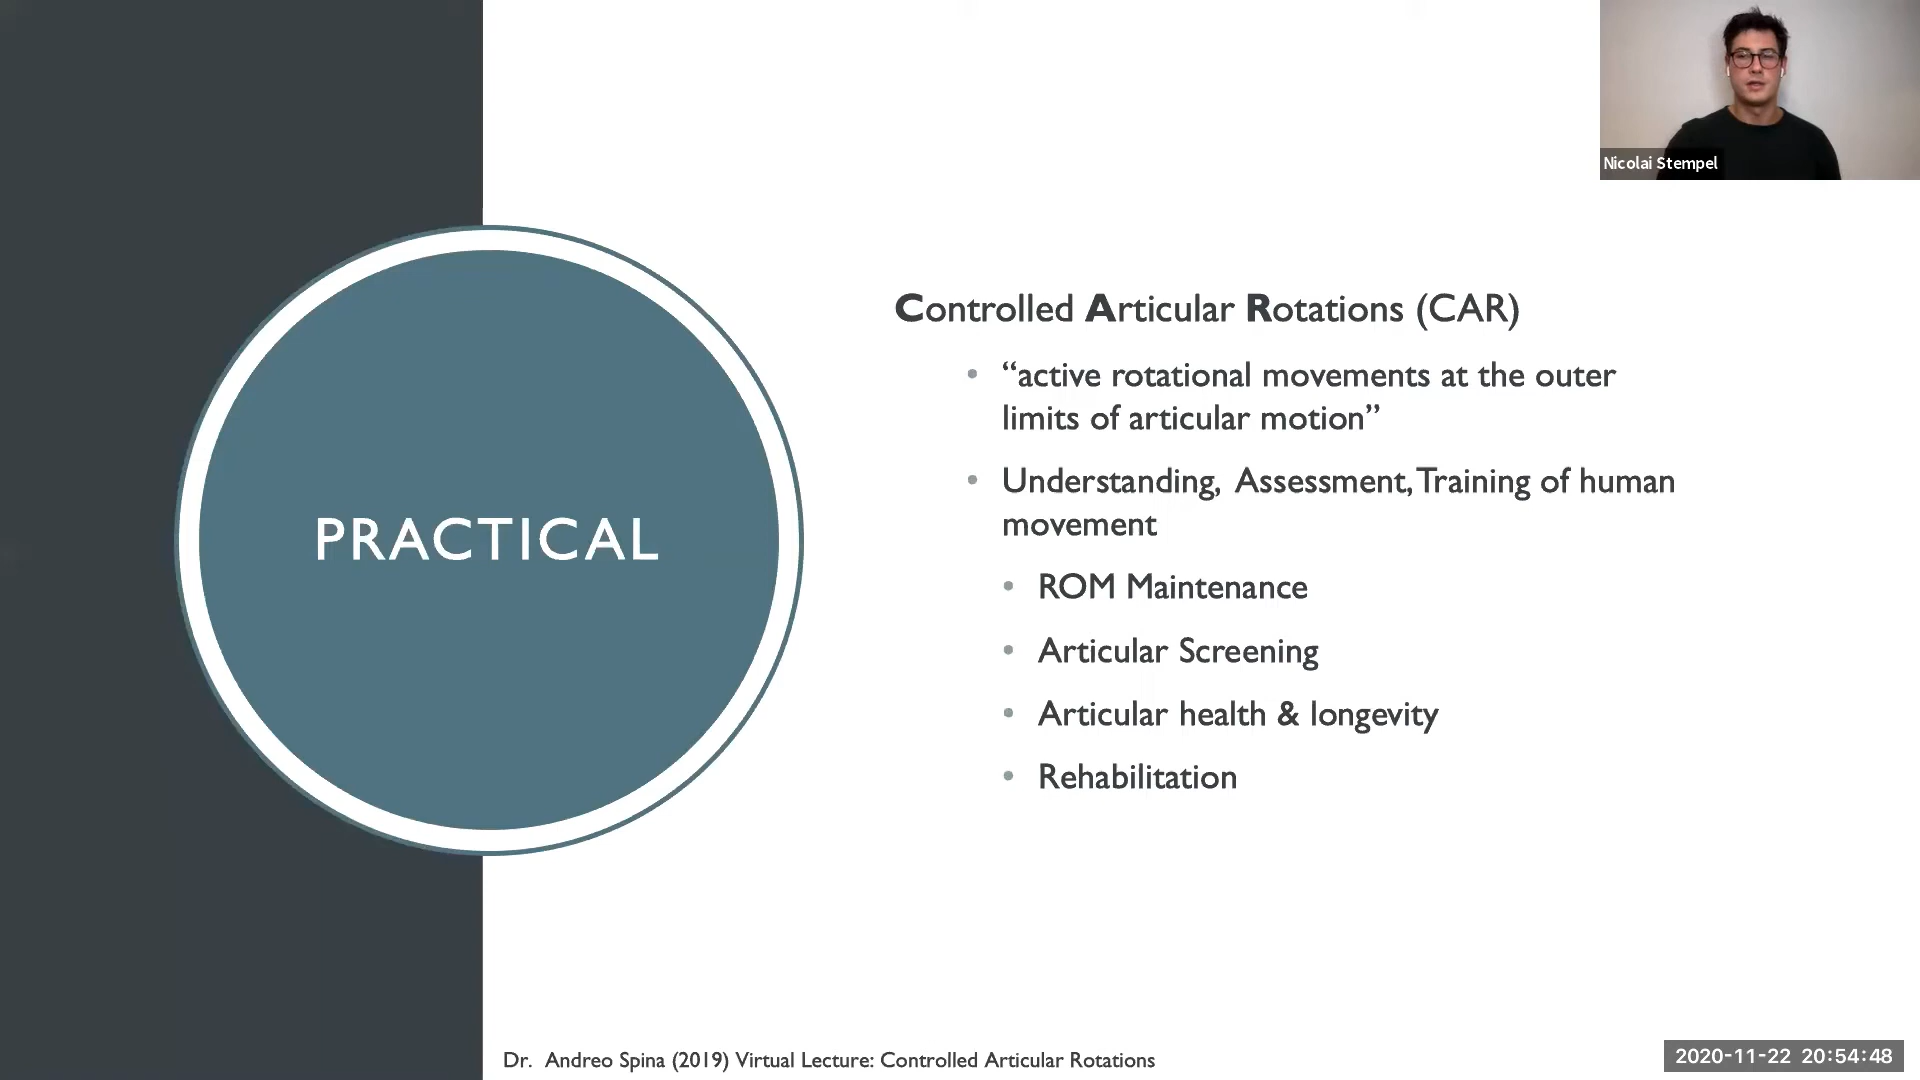 Nicolai Stempel
PRACTICAL
Controlled Articular Rotations (CAR)
• “active rotational movements at the outer
limits of articular motion”
• Understanding, Assessment, Training of human
movement
• ROM Maintenance
• Articular Screening
• Articular health & longevity
• Rehabilitation
Dr. Andreo Spina (2019) Virtual Lecture: Controlled Articular Rotations
2020-11-22 20:54:48